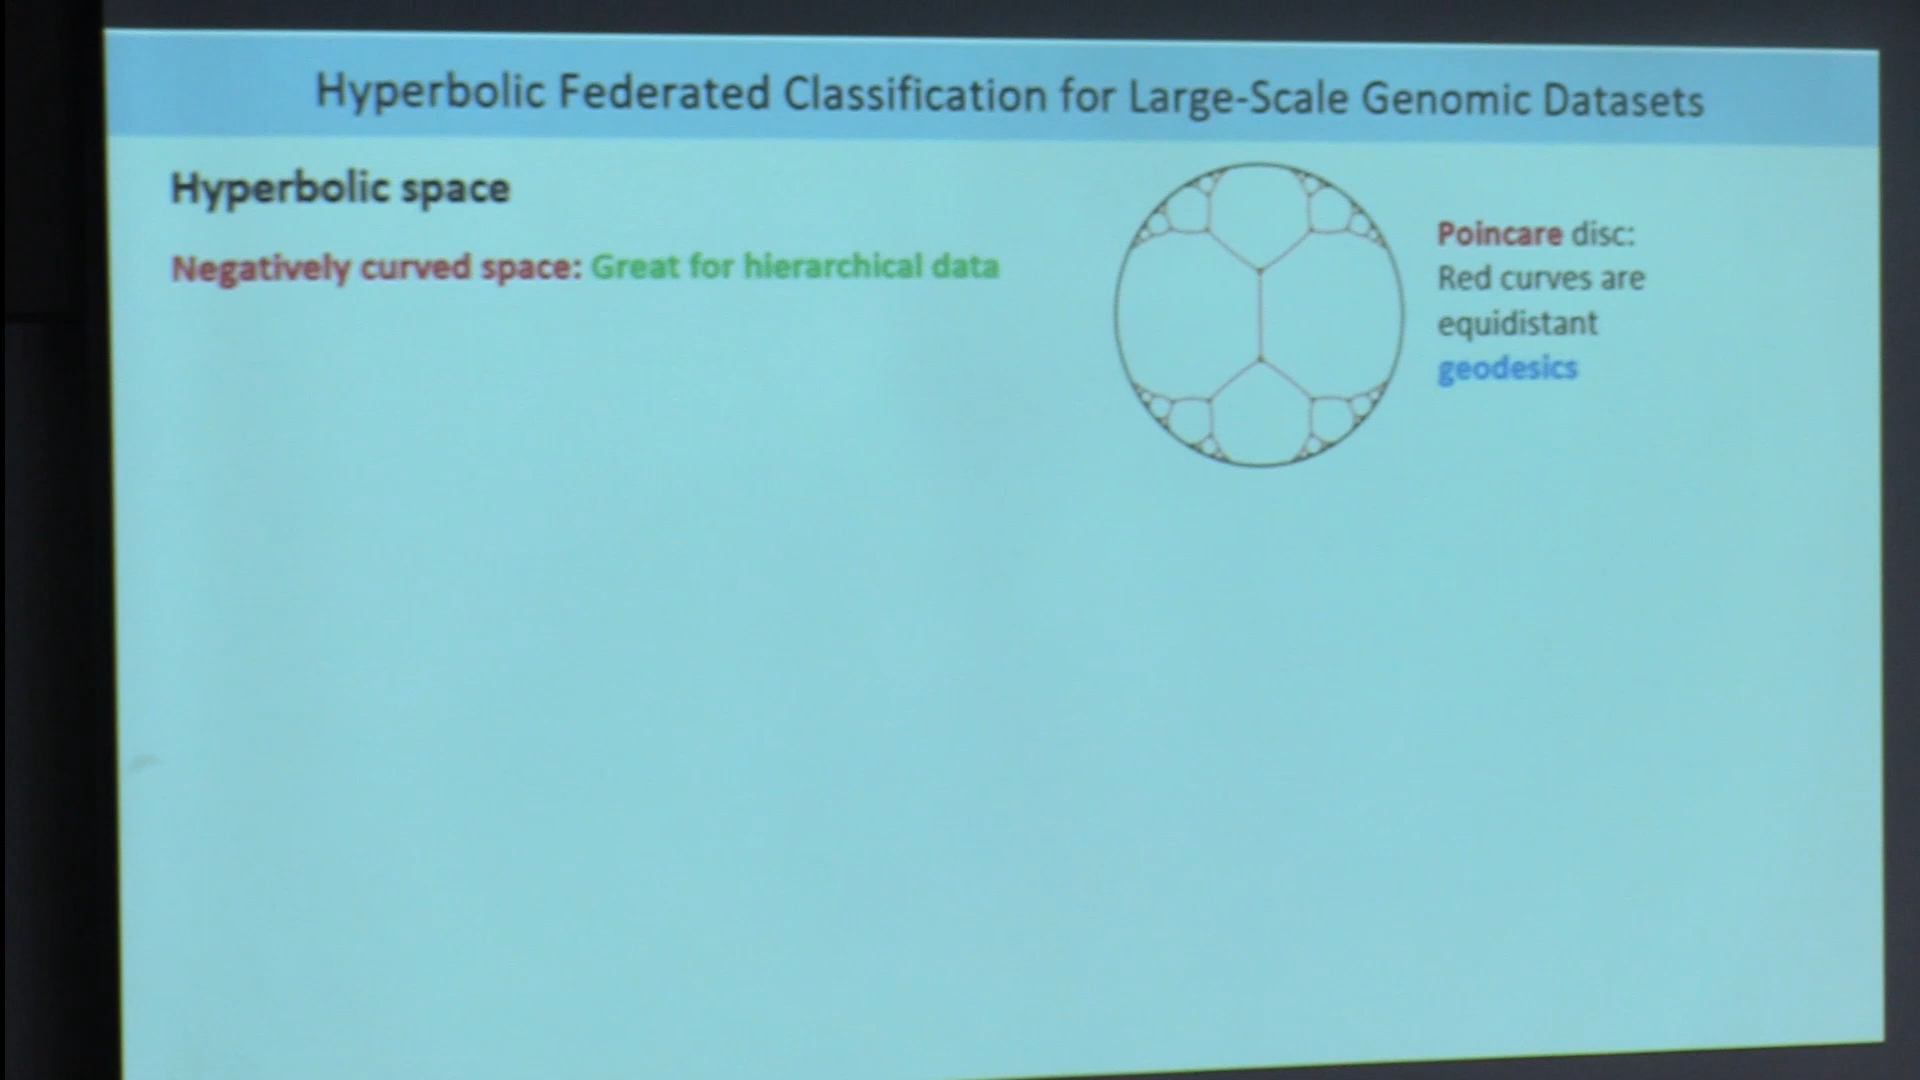 Hyperbolic Federated Classification for Large-Scale Genomic Datasets
Hyperbolic space
Negatively curved space: Great for hierarchical data
Poincare disc:
Red curves are
equidistant
geodesics